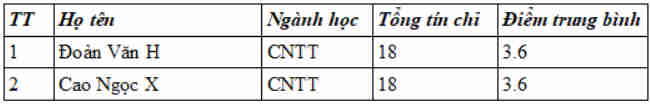 TT Họ tên Ngành học Tổng tín chỉ Điểm trung bình
1 Đoàn Văn H CNTT 18 3.6
2 Cao Ngọc X CNTT 18 3.6